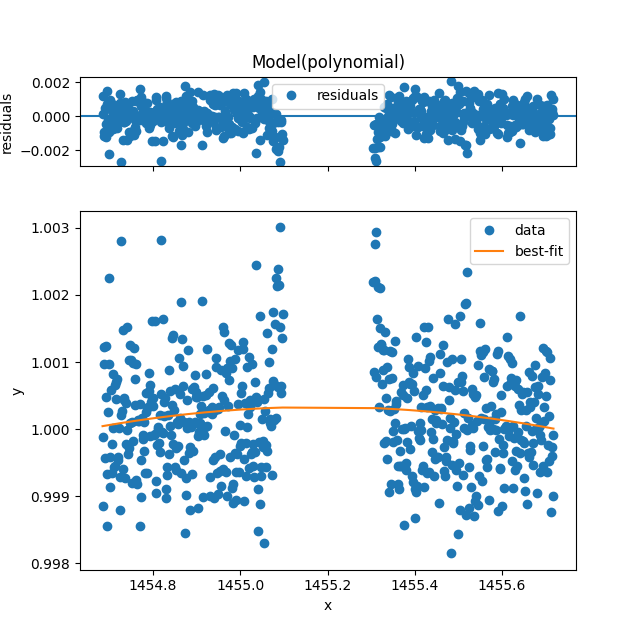 Model(polynomial)
residuals
0.002
0.000
−0.002
residuals
y
1.003
1.002
1.001
1.000
0.999
0.998
data
best-fit
1454.8 1455.0 1455.2 1455.4 1455.6
x